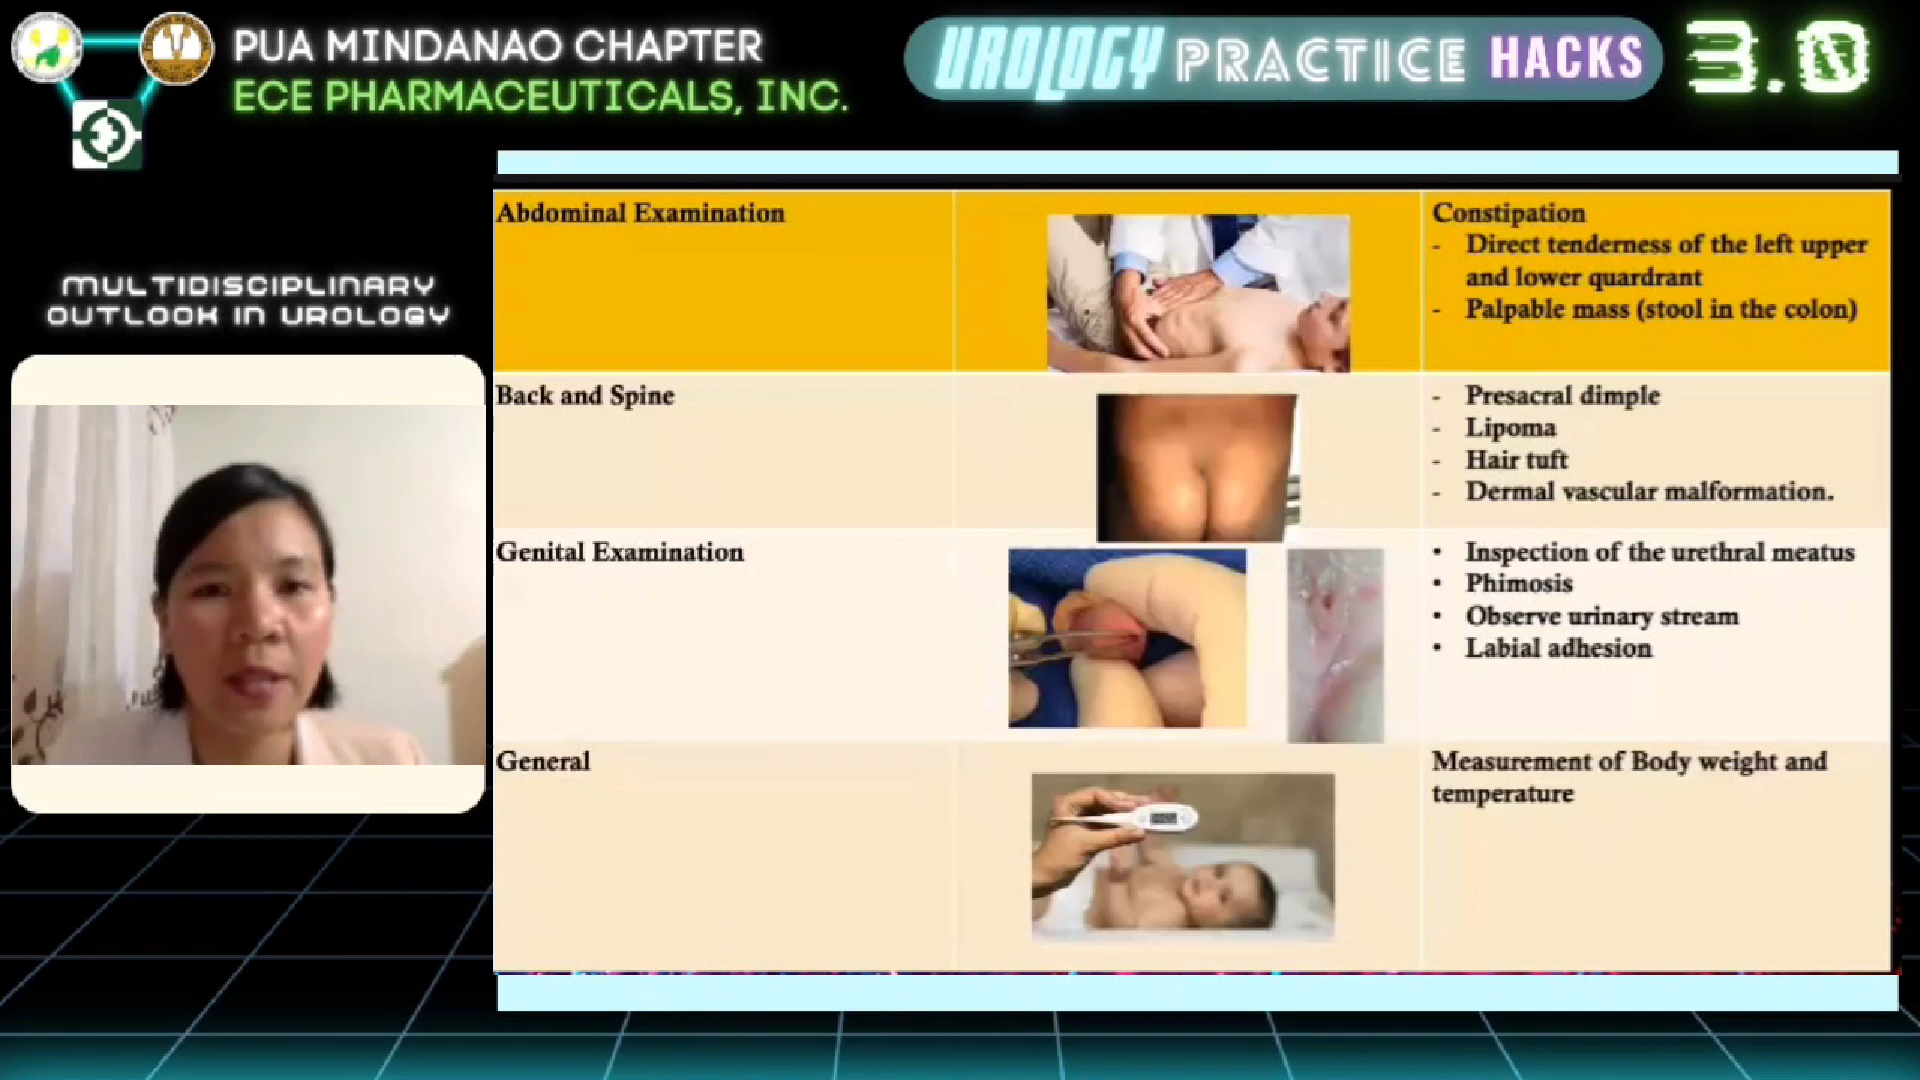 PUA MINDANAO CHAPTER
ECE PHARMACEUTICALS, INC.
UROLOGY PRACTICE HACKS 3.0
MULTIDISCIPLINARY
OUTLOOK IN UROLOGY
Abdominal Examination
Constipation
- Direct tenderness of the left upper
and lower quardrant
- Palpable mass (stool in the colon)
Back and Spine
- Presacral dimple
- Lipoma
- Hair tuft
- Dermal vascular malformation.
Genital Examination
• Inspection of the urethral meatus
• Phimosis
• Observe urinary stream
• Labial adhesion
General
Measurement of Body weight and
temperature